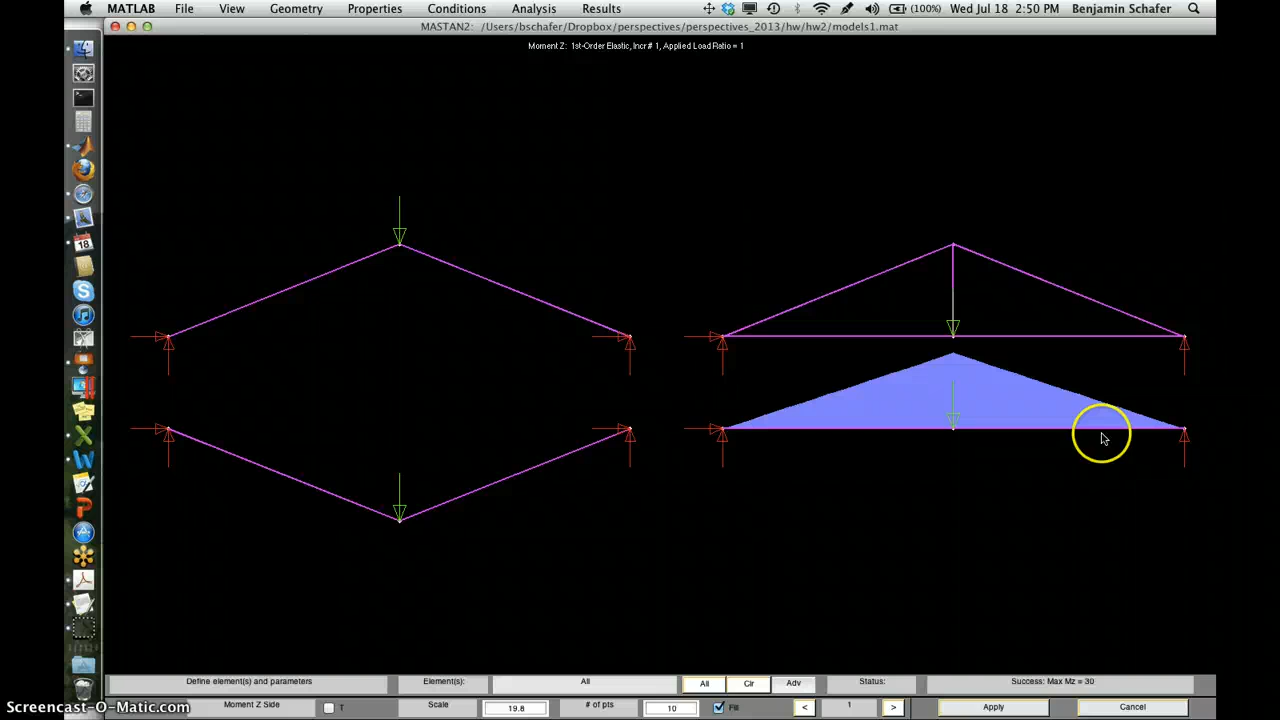 MATLAB File View Geometry Properties Conditions Analysis Results (100%) Wed Jul 18 2:50 PM Benjamin Schafer
MASTAN2: /Users/bschafer/Dropbox/perspectives/perspectives_2013/hw/hw2/models1.mat
Moment Z: 1st-Order Elastic, Incr# 1, Applied Load Ratio = 1
18
Define element(s) and parameters Element(s): All All Clr Adv Status: Success: Max Mz = 30
Moment Z Side T Scale 19.8 # of pts 10 Fill < 1 > Apply Cancel
Screencast-O-Matic.com